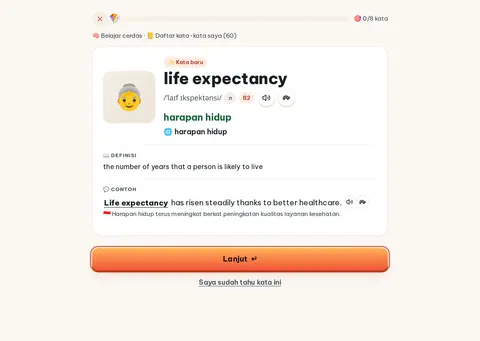 0/8 kata
Belajar cerdas · Daftar kata-kata saya (60)
Kata baru
life expectancy
/ˈlaɪf ɪkspektənsi/ n B2
harapan hidup
harapan hidup
DEFINISI
the number of years that a person is likely to live
CONTOH
Life expectancy has risen steadily thanks to better healthcare.
Harapan hidup terus meningkat berkat peningkatan kualitas layanan kesehatan.
Lanjut ↵
Saya sudah tahu kata ini